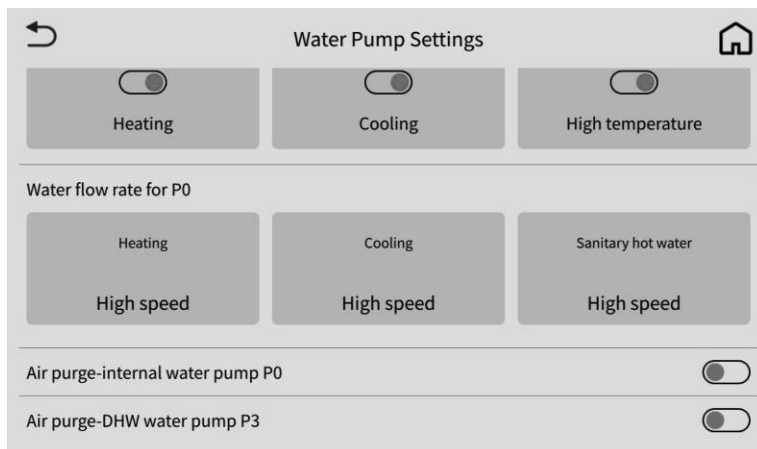 Water Pump Settings
Heating
Cooling
High temperature
Water flow rate for P0
Heating
Cooling
Sanitary hot water
High speed
High speed
High speed
Air purge-internal water pump P0
Air purge-DHW water pump P3